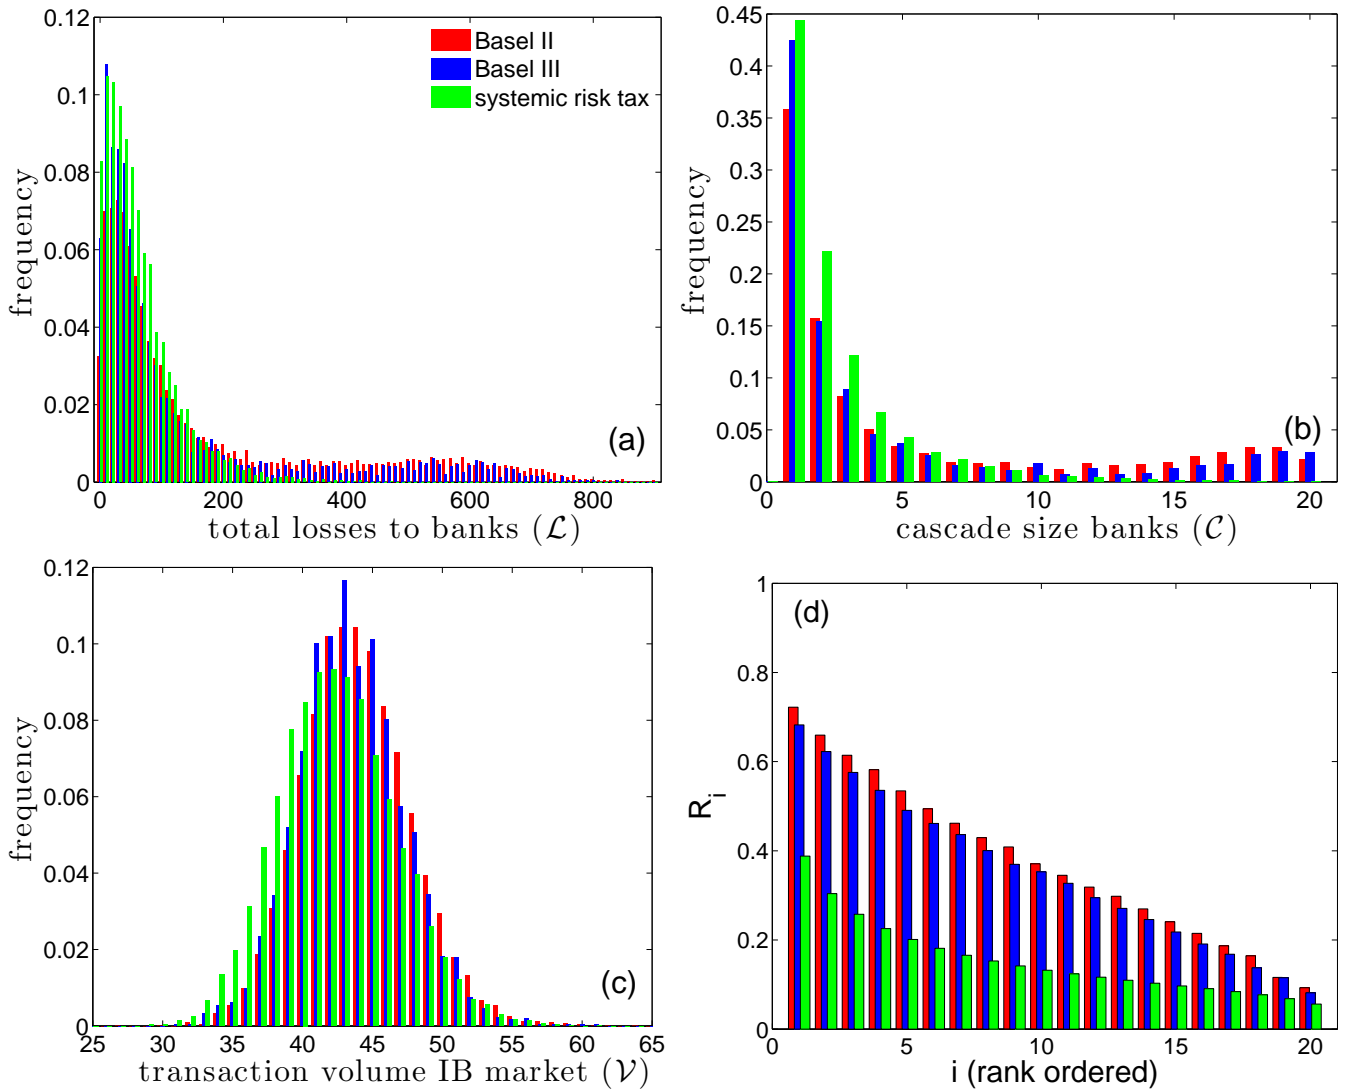 0.12
0.1
0.08
0.06
0.04
0.02
0
0 200 400 600 800
frequency
total losses to banks (ℒ)
Basel II
Basel III
systemic risk tax
(a)
0.45
0.4
0.35
0.3
0.25
0.2
0.15
0.1
0.05
0
0 5 10 15 20
frequency
cascade size banks (𝒞)
(b)
0.12
0.1
0.08
0.06
0.04
0.02
0
25 30 35 40 45 50 55 60 65
frequency
transaction volume IB market (𝒱)
(c)
1
0.8
0.6
0.4
0.2
0
0 5 10 15 20
R_i
i (rank ordered)
(d)